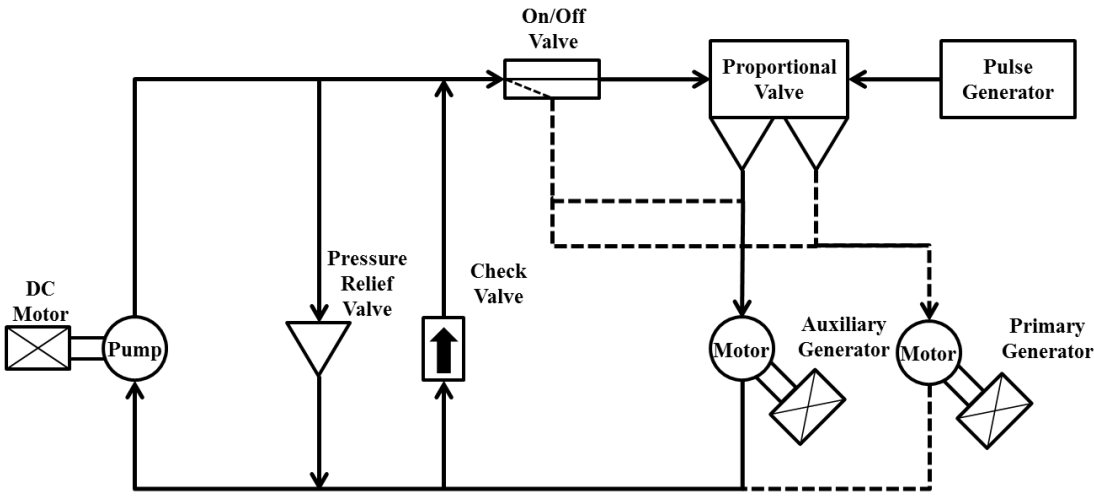 On/Off
Valve
Proportional
Valve
Pulse
Generator
Pressure
Relief
Valve
Check
Valve
DC
Motor
Pump
Motor
Auxiliary
Generator
Motor
Primary
Generator